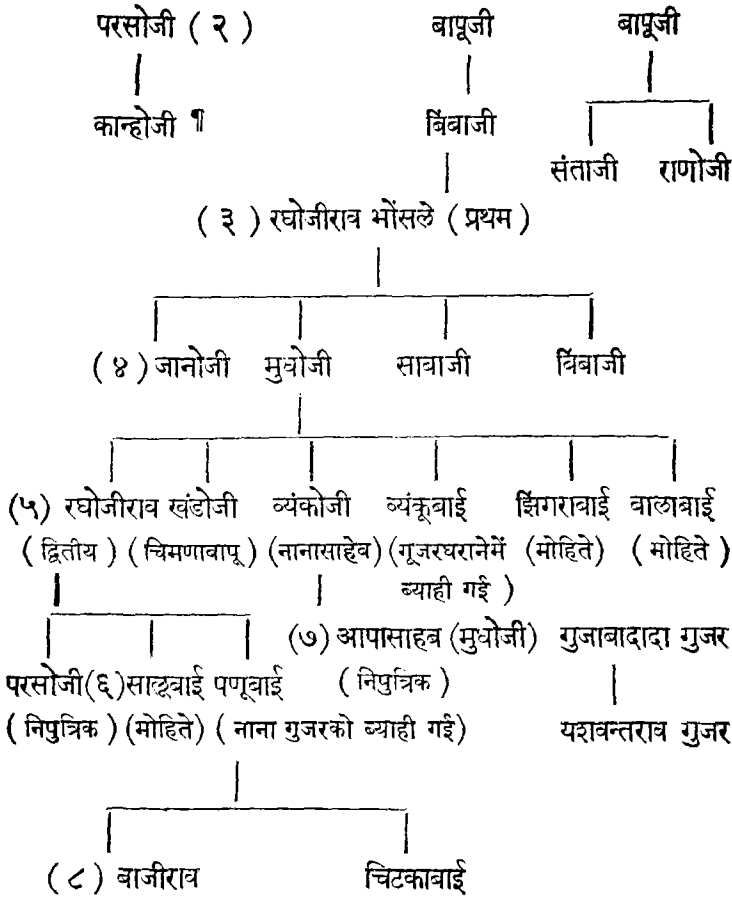 परसोजी ( २ ) बापूजी बापूजी
कान्होजी ¶ बिंबाजी
संताजी राणोजी
( ३ ) रघोजीराव भोंसले ( प्रथम )
( ४ ) जानोजी मुधोजी साबाजी बिंबाजी
(५) रघोजीराव खंडोजी व्यंकोजी व्यंकूबाई झिंगराबाई बालाबाई
( द्वितीय ) ( चिमणाबापू ) (नानासाहेब) (गूजरघरानेमें (मोहिते) ( मोहिते )
ब्याही गई )
(७) आपासाहब (मुधोजी) गुजाबादादा गुजर
परसोजी(६)साळूबाई पणूबाई ( निपुत्रिक )
( निपुत्रिक ) (मोहिते) ( नाना गुजरको ब्याही गई) यशवन्तराव गुजर
( ८ ) बाजीराव चिटकाबाई